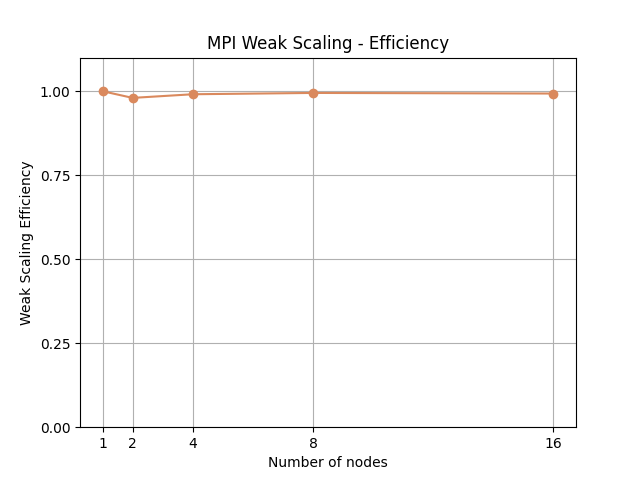 MPI Weak Scaling - Efficiency
1.00
0.75
0.50
0.25
0.00
Weak Scaling Efficiency
1 2 4 8 16
Number of nodes